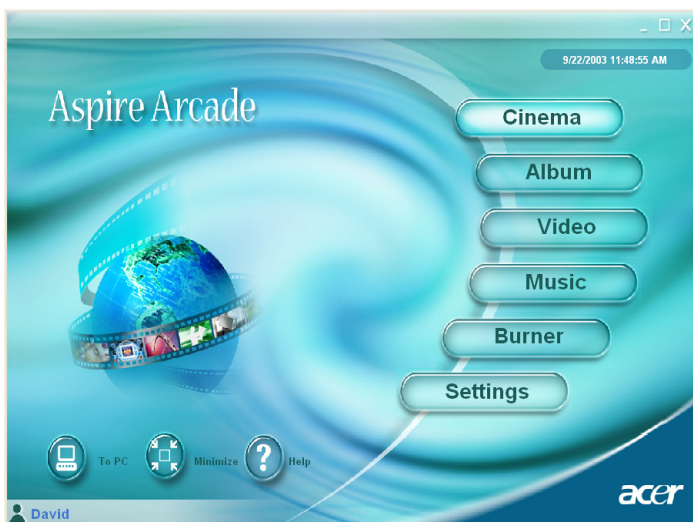 9/22/2003 11:48:55 AM
Aspire Arcade
Cinema
Album
Video
Music
Burner
Settings
To PC
Minimize
? Help
acer
David